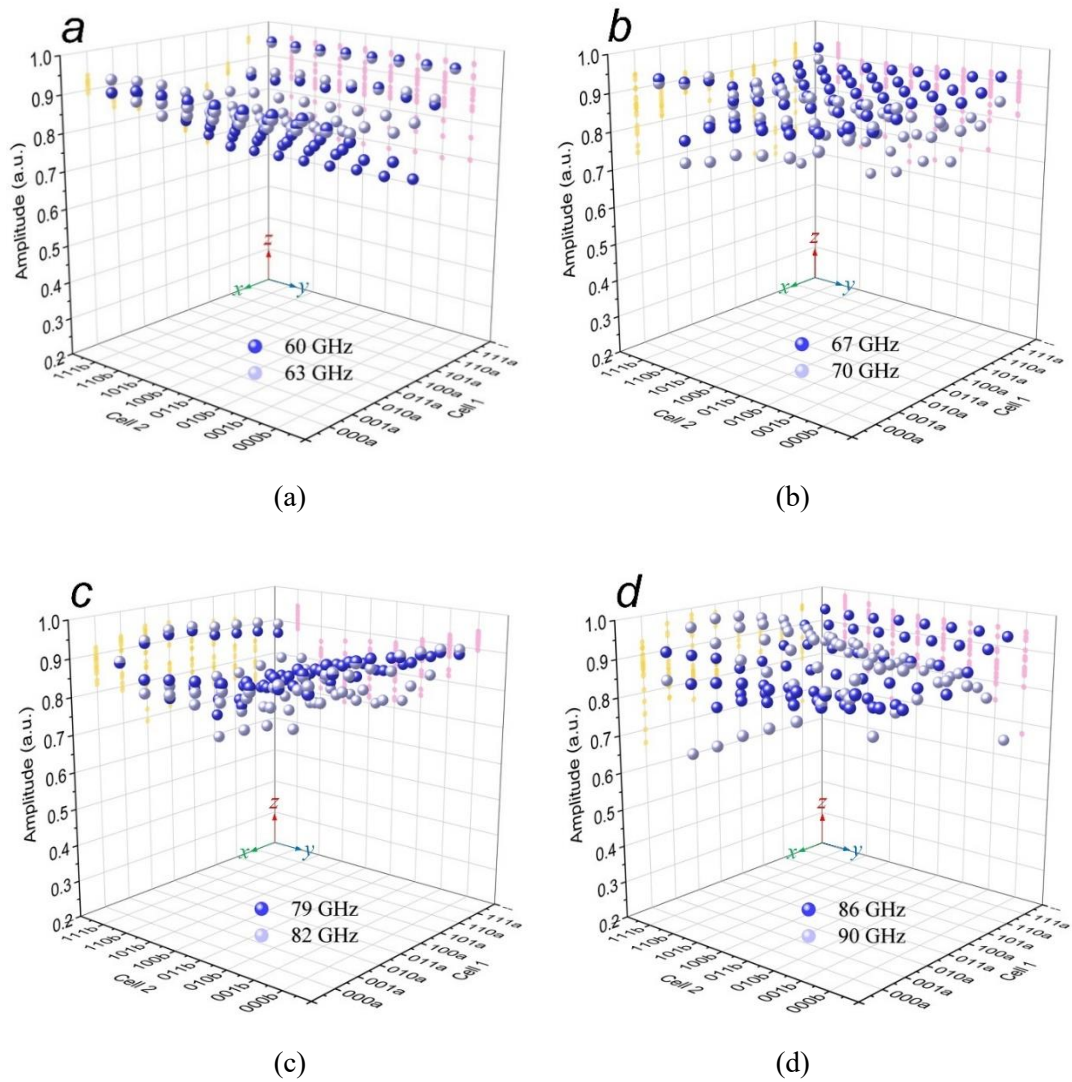 a
1.0
0.9
0.8
0.7
0.6
0.5
0.4
0.3
0.2
Amplitude (a.u.)
z
x
y
60 GHz
63 GHz
111b
110b
101b
100b
011b
010b
001b
000b
Cell 2
000a
001a
010a
011a
100a
101a
110a
111a
Cell 1
(a)
b
1.0
0.9
0.8
0.7
0.6
0.5
0.4
0.3
0.2
Amplitude (a.u.)
z
x
y
67 GHz
70 GHz
111b
110b
101b
100b
011b
010b
001b
000b
Cell 2
000a
001a
010a
011a
100a
101a
110a
111a
Cell 1
(b)
c
1.0
0.9
0.8
0.7
0.6
0.5
0.4
0.3
0.2
Amplitude (a.u.)
z
x
y
79 GHz
82 GHz
111b
110b
101b
100b
011b
010b
001b
000b
Cell 2
000a
001a
010a
011a
100a
101a
110a
111a
Cell 1
(c)
d
1.0
0.9
0.8
0.7
0.6
0.5
0.4
0.3
0.2
Amplitude (a.u.)
z
x
y
86 GHz
90 GHz
111b
110b
101b
100b
011b
010b
001b
000b
Cell 2
000a
001a
010a
011a
100a
101a
110a
111a
Cell 1
(d)